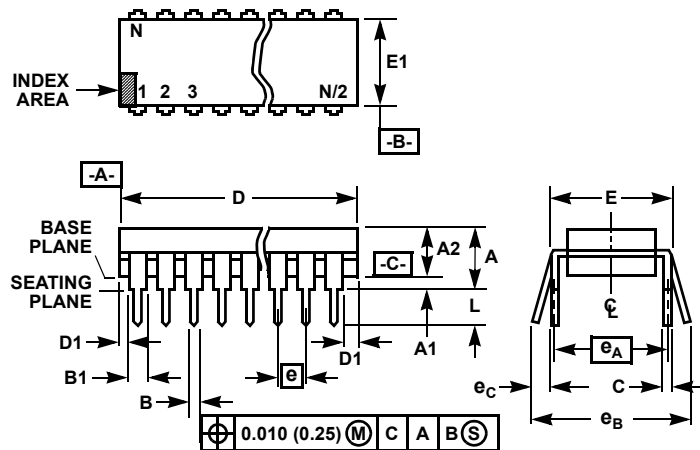 N
E1
INDEX
AREA
1 2 3 N/2
-B-
-A-
D
E
BASE
PLANE
A2
A
-C-
SEATING
PLANE
L
D1
B1
A1
D1
e
B
℄
eA
eC
C
eB
⌖ 0.010 (0.25) Ⓜ C A B Ⓢ